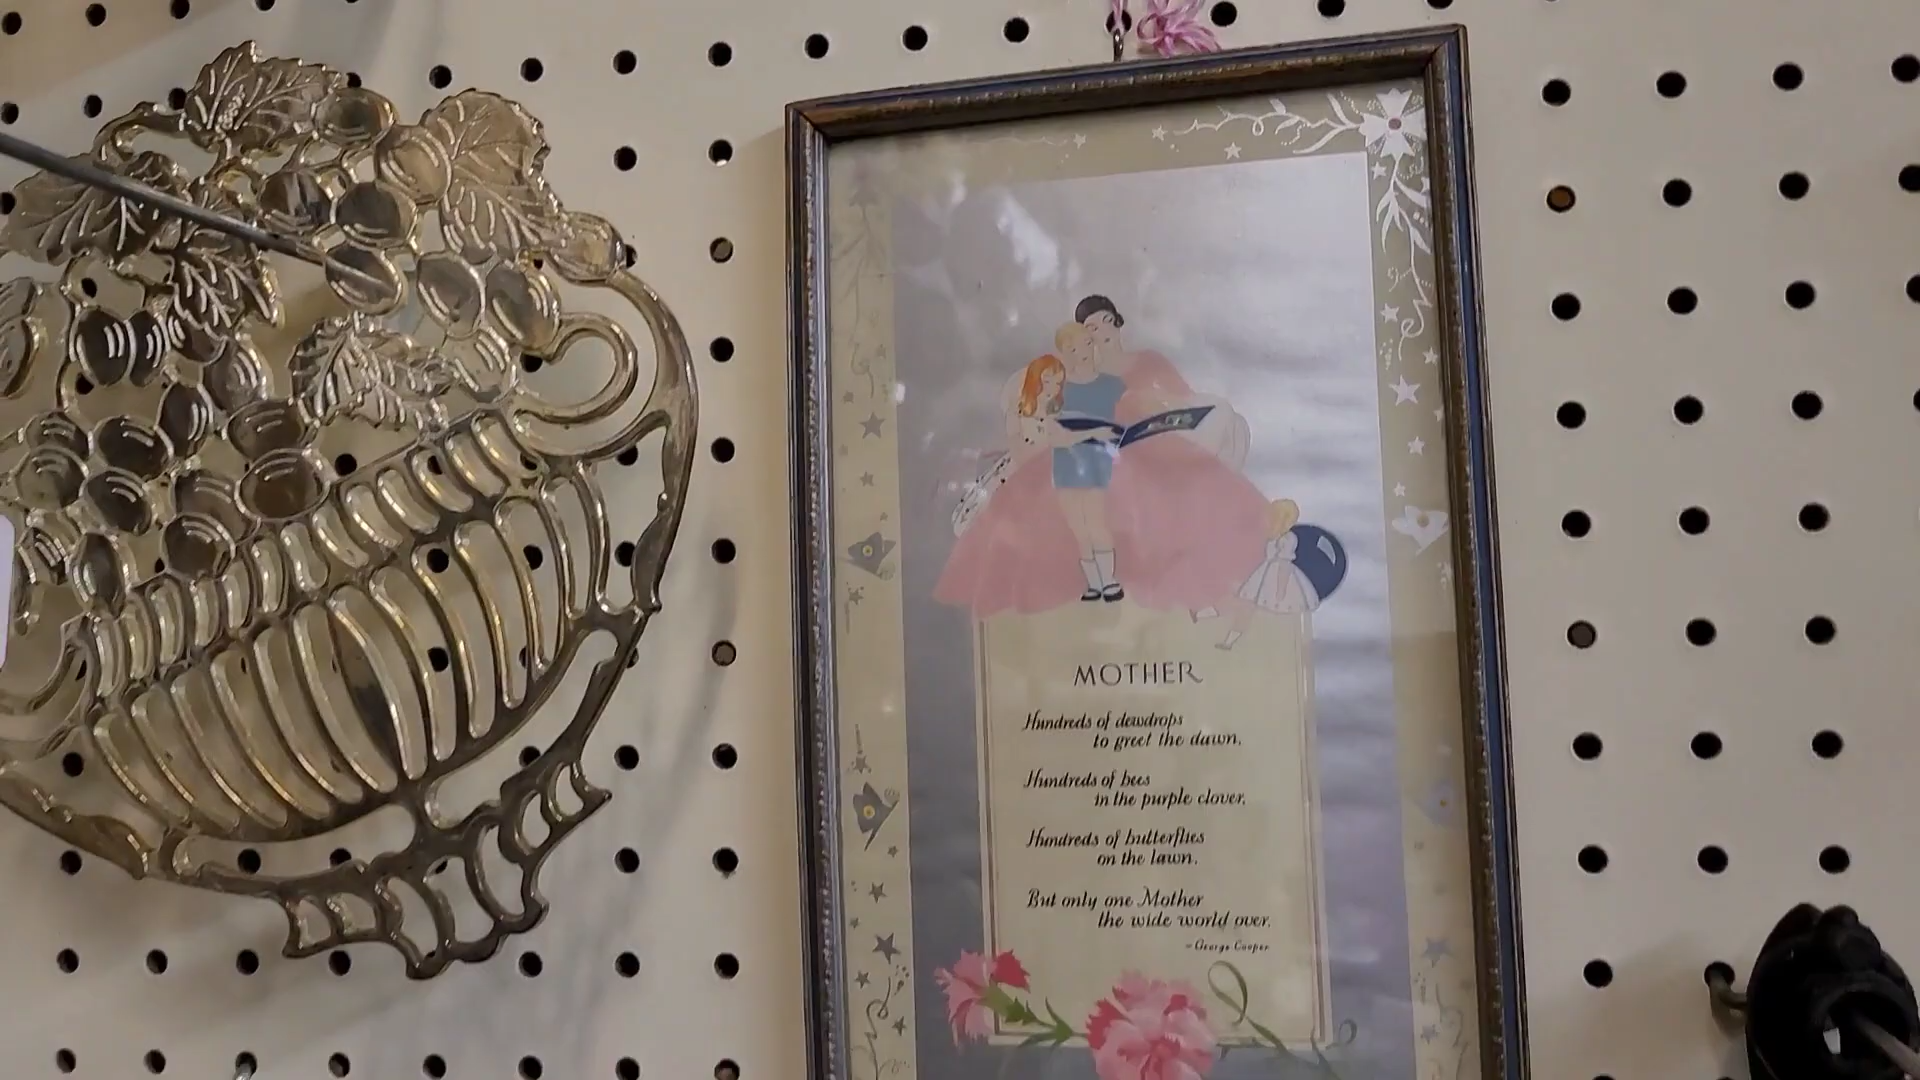 MOTHER
Hundreds of dewdrops
to greet the dawn,
Hundreds of bees
in the purple clover,
Hundreds of butterflies
on the lawn,
But only one Mother
the wide world over.
- George Cooper